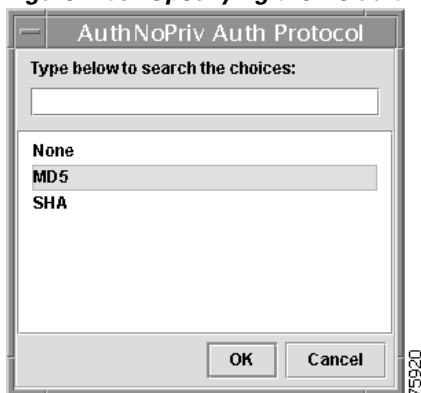 AuthNoPriv Auth Protocol
Type below to search the choices:
None
MD5
SHA
OK
Cancel
75920